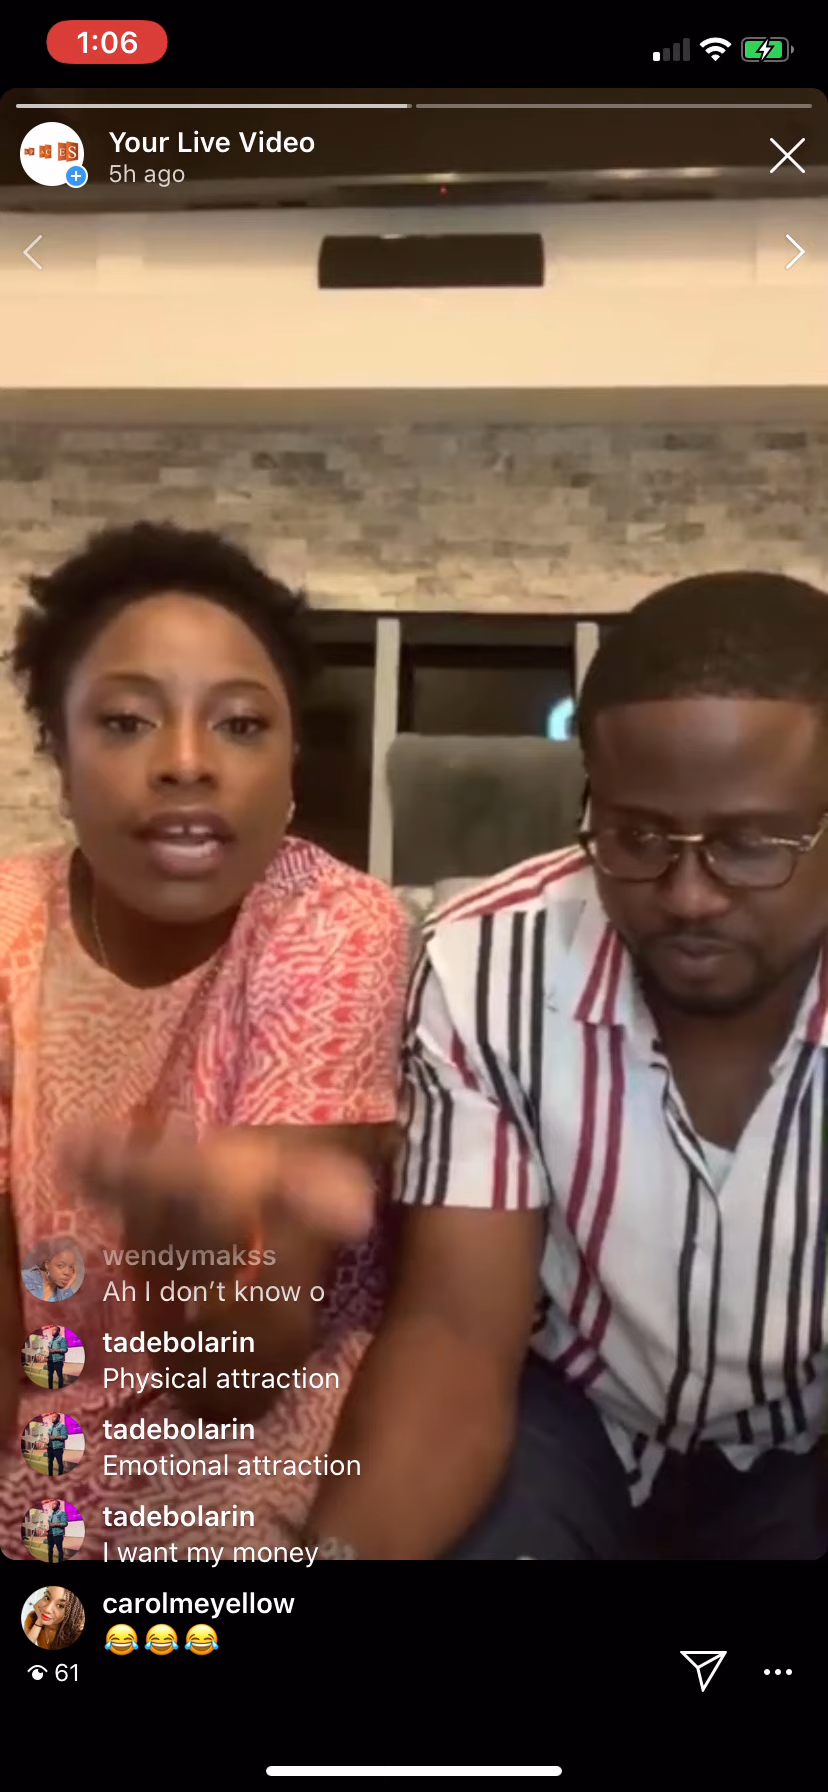 1:06
Your Live Video
5h ago
wendymakss
Ah I don’t know o
tadebolarin
Physical attraction
tadebolarin
Emotional attraction
tadebolarin
I want my money
carolmeyellow
😂😂😂
61